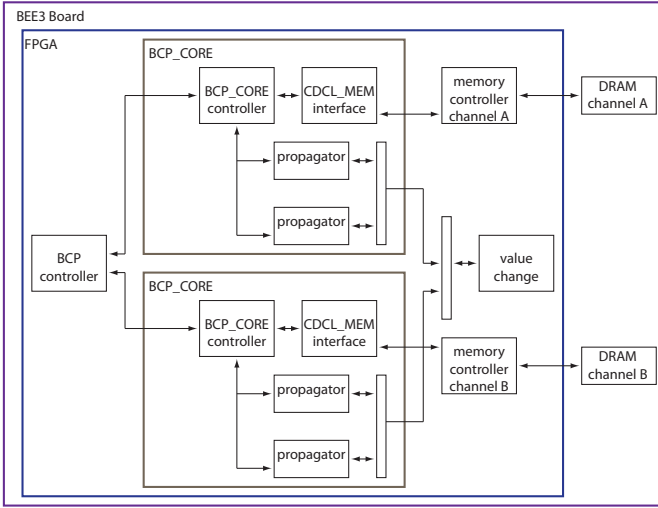 BEE3 Board
FPGA
BCP_CORE
BCP_CORE
controller
CDCL_MEM
interface
memory
controller
channel A
DRAM
channel A
propagator
propagator
BCP
controller
value
change
BCP_CORE
BCP_CORE
controller
CDCL_MEM
interface
memory
controller
channel B
DRAM
channel B
propagator
propagator